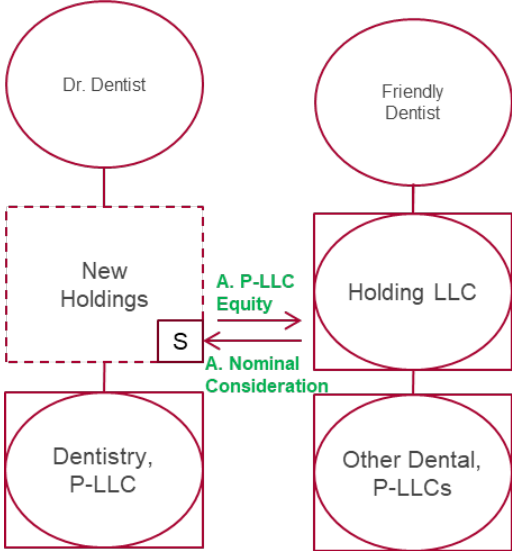 Dr. Dentist
Friendly
Dentist
New
Holdings
S
A. P-LLC
Equity
A. Nominal
Consideration
Holding LLC
Dentistry,
P-LLC
Other Dental,
P-LLCs